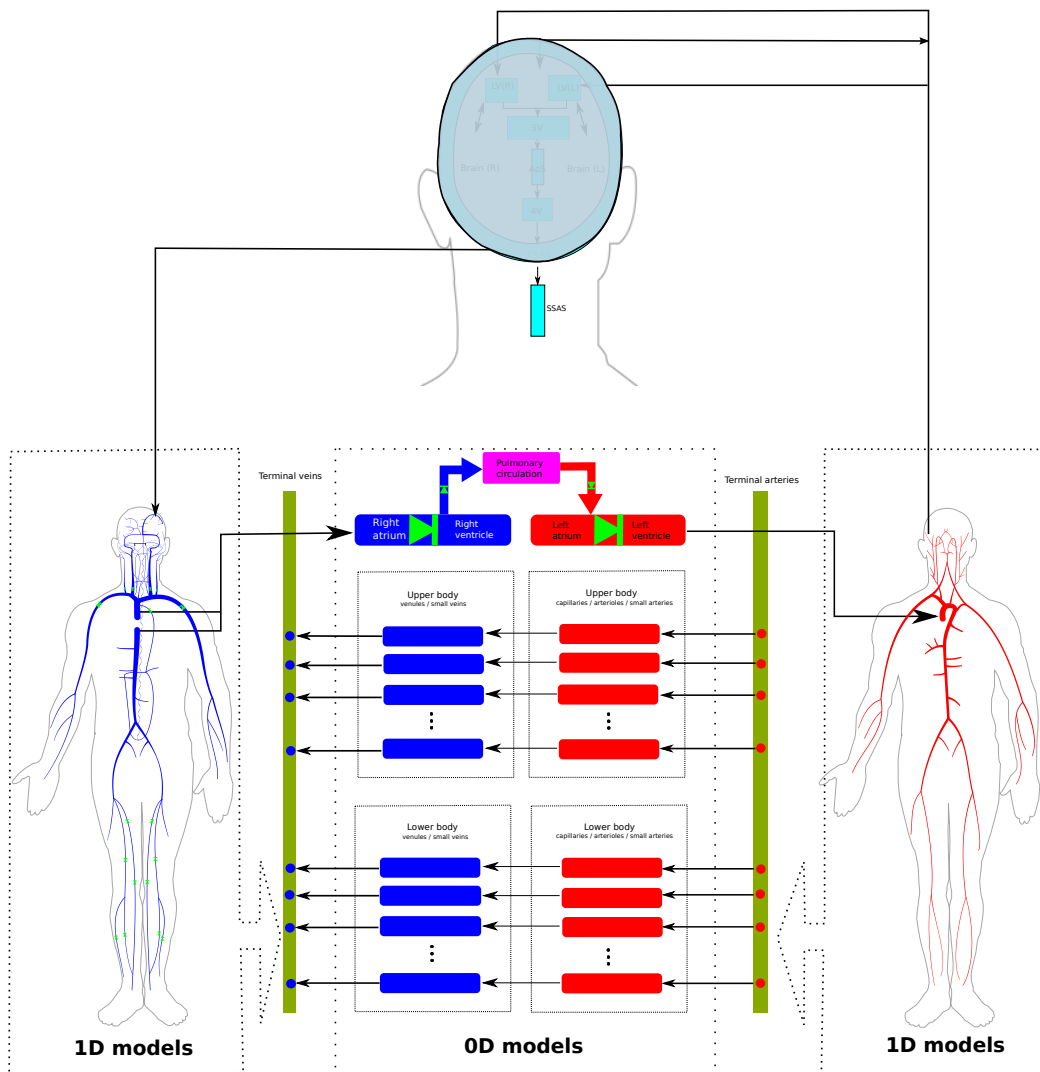 LV(R)
LV(L)
3V
Brain (R)
AoS
Brain (L)
4V
SSAS
Terminal veins
Pulmonary
circulation
Terminal arteries
Right
atrium
Right
ventricle
Left
atrium
Left
ventricle
Upper body
venules / small veins
Upper body
capillaries / arterioles / small arteries
Lower body
venules / small veins
Lower body
capillaries / arterioles / small arteries
1D models
0D models
1D models